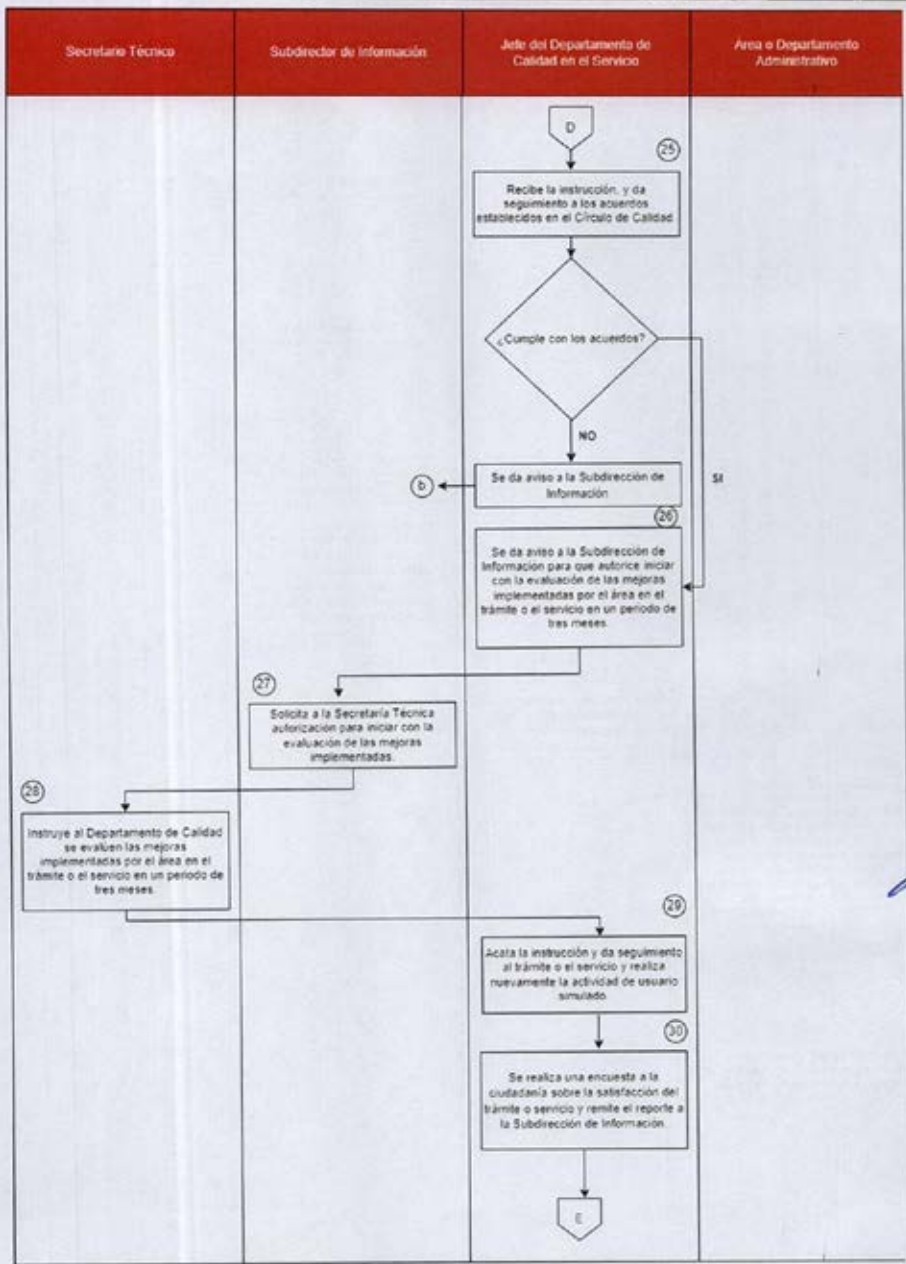 Secretario Técnico
Subdirector de Información
Jefe del Departamento de
Calidad en el Servicio
Area o Departamento
Administrativo
D
25
Recibe la instrucción, y da
seguimiento a los acuerdos
establecidos en el Círculo de Calidad
¿Cumple con los acuerdos?
NO
SI
b
Se da aviso a la Subdirección de
Información
26
Se da aviso a la Subdirección de
Información para que autorice iniciar
con la evaluación de las mejoras
implementadas por el área en el
trámite o el servicio en un periodo de
tres meses.
27
Solicita a la Secretaría Técnica
autorización para iniciar con la
evaluación de las mejoras
implementadas.
28
Instruye al Departamento de Calidad
se evalúen las mejoras
implementadas por el área en el
trámite o el servicio en un periodo de
tres meses.
29
Acata la instrucción y da seguimiento
al trámite o el servicio y realiza
nuevamente la actividad de usuario
simulado.
30
Se realiza una encuesta a la
ciudadanía sobre la satisfacción del
trámite o servicio y remite el reporte a
la Subdirección de Información.
E